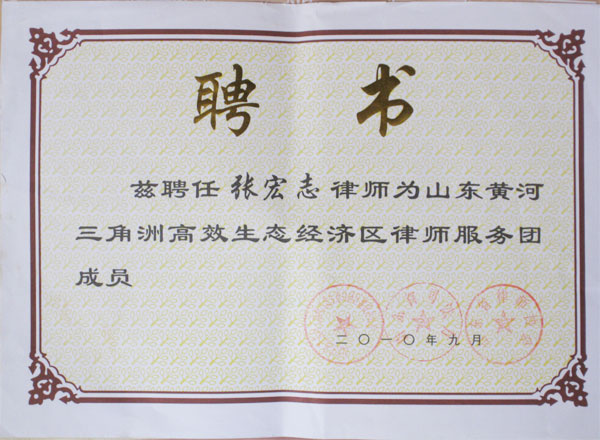 聘书
兹聘任张宏志律师为山东黄河
三角洲高效生态经济区律师服务团
成员
二〇一〇年九月